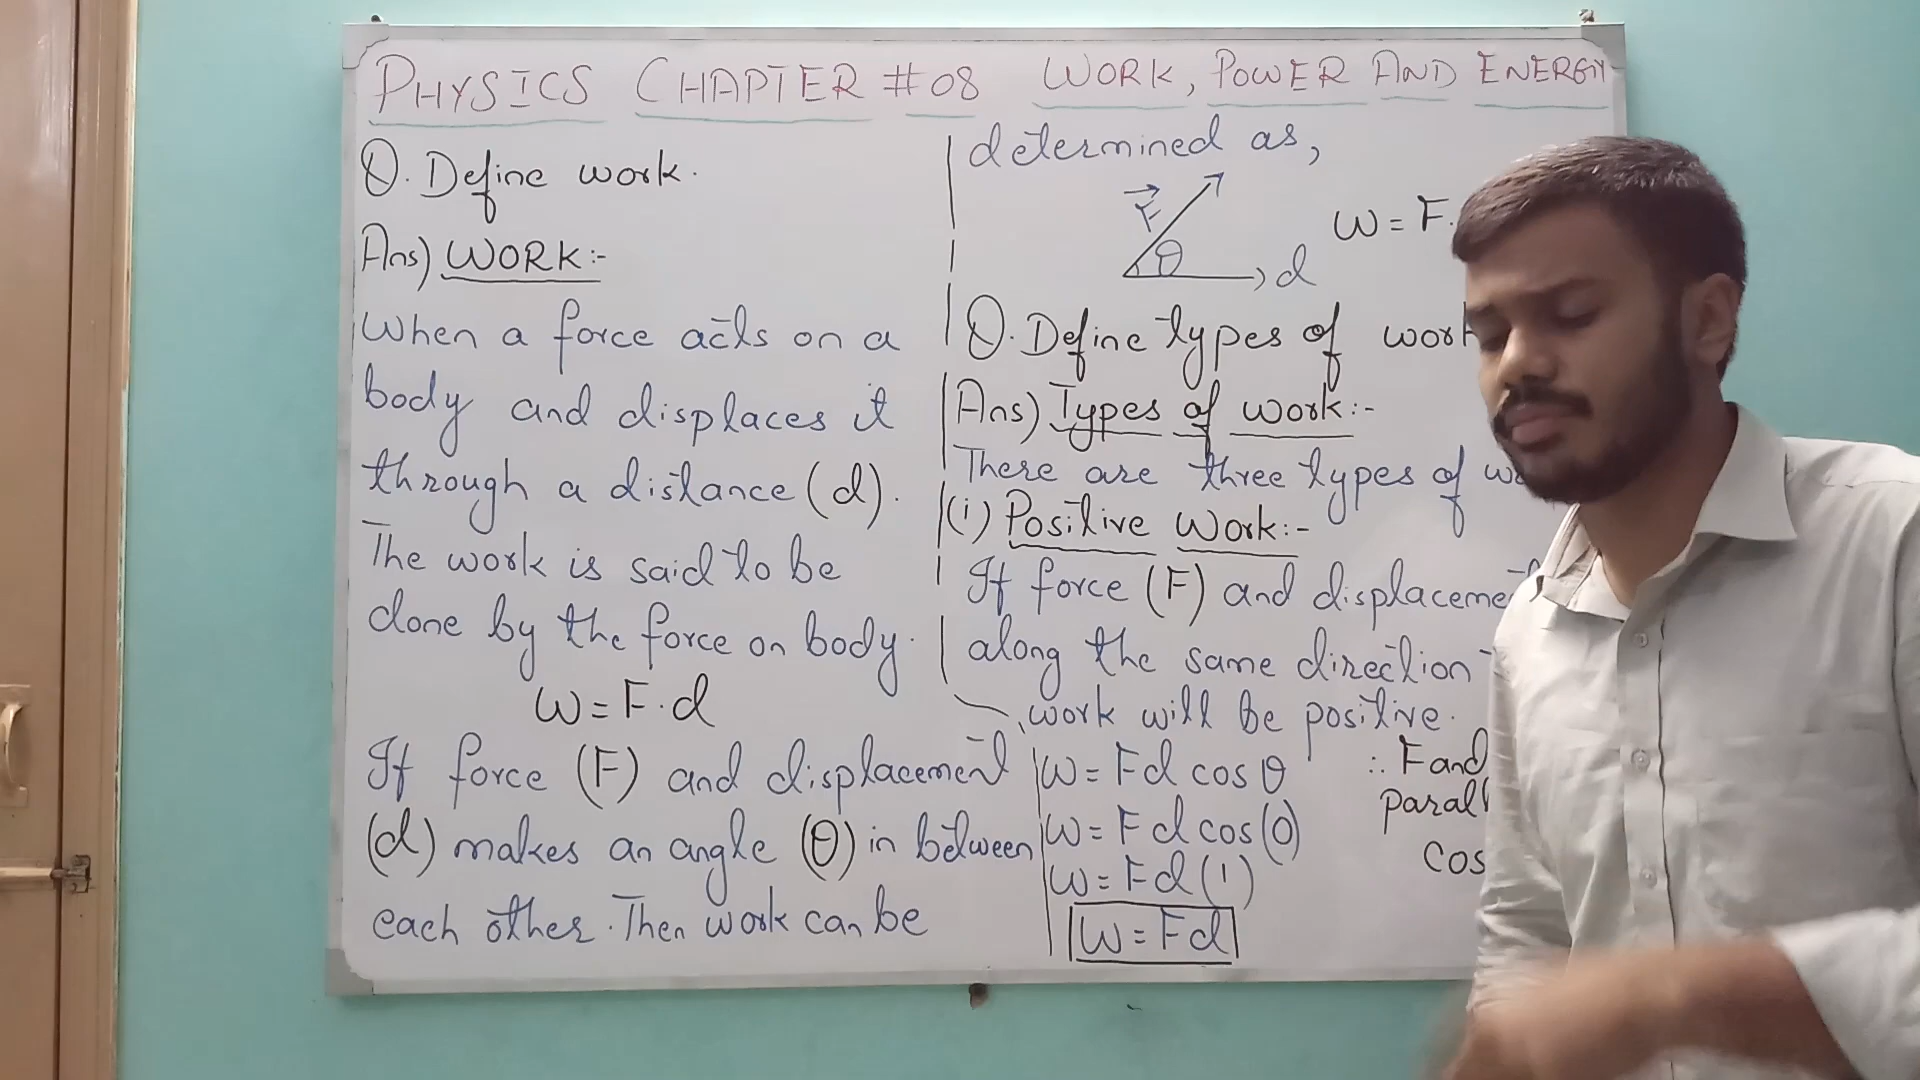 PHYSICS CHAPTER #08 WORK, POWER AND ENERGY
Q. Define work.
Ans) WORK:-
When a force acts on a
body and displaces it
through a distance (d).
The work is said to be
done by the force on body.
W = F.d
If force (F) and displacement
(d) makes an angle (θ) in between
each other. Then work can be
determined as,
F
θ
d
W = F.
Q. Define types of work
Ans) Types of work:-
There are three types of
(i) Positive Work:-
If force (F) and
along the same direction
work will be positive.
W = Fd cos θ
W = Fd cos(0)
W = Fd (1)
W = Fd
∴ F and
cos